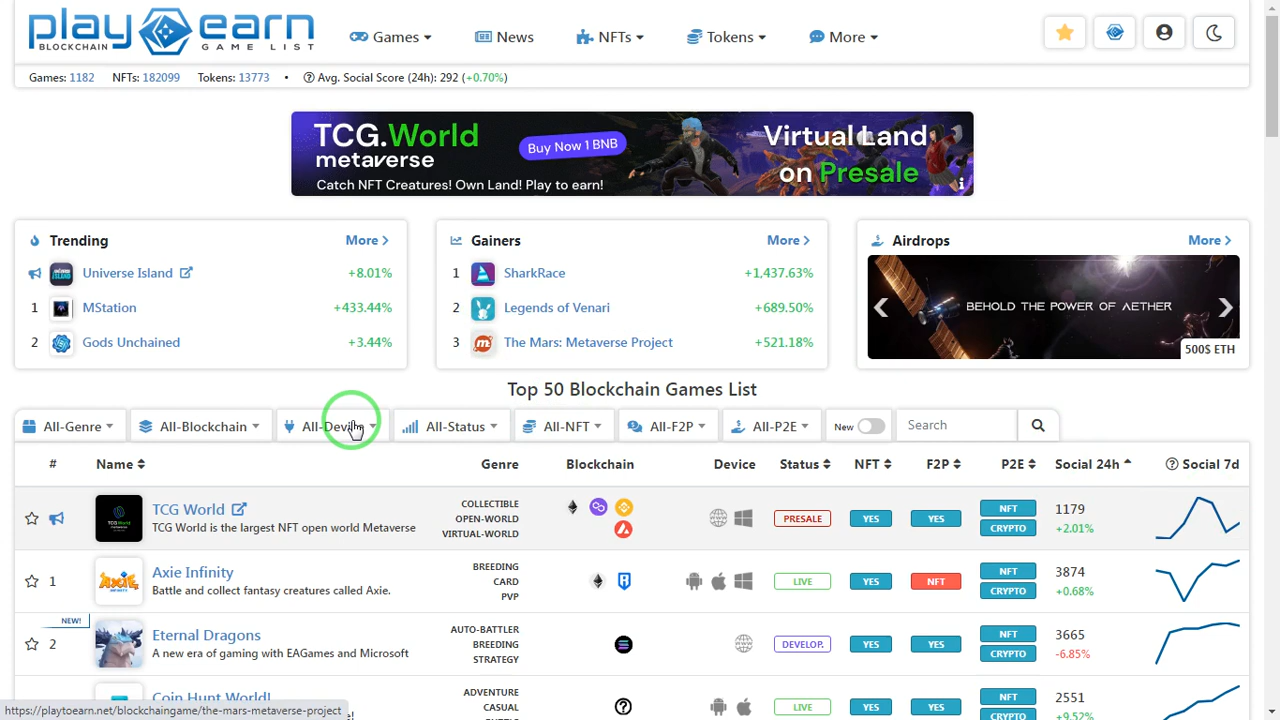 play earn
BLOCKCHAIN GAME LIST
Games
News
NFTs
Tokens
More
Games: 1182 NFTs: 182099 Tokens: 13773 • Avg. Social Score (24h): 292 (+0.70%)
TCG.World
metaverse
Catch NFT Creatures! Own Land! Play to earn!
Buy Now 1 BNB
Virtual Land
on Presale
Trending
More
Universe Island +8.01%
1 MStation +433.44%
2 Gods Unchained +3.44%
Gainers
More
1 SharkRace +1,437.63%
2 Legends of Venari +689.50%
3 The Mars: Metaverse Project +521.18%
Airdrops
More
BEHOLD THE POWER OF AETHER
500$ ETH
Top 50 Blockchain Games List
All-Genre All-Blockchain All-Device All-Status All-NFT All-F2P All-P2E New Search
# Name Genre Blockchain Device Status NFT F2P P2E Social 24h Social 7d
TCG World
TCG World is the largest NFT open world Metaverse
COLLECTIBLE
OPEN-WORLD
VIRTUAL-WORLD
PRESALE
YES
YES
NFT
CRYPTO
1179
+2.01%
1
Axie Infinity
Battle and collect fantasy creatures called Axie.
BREEDING
CARD
PVP
LIVE
YES
NFT
NFT
CRYPTO
3874
+0.68%
NEW!
2
Eternal Dragons
A new era of gaming with EAGames and Microsoft
AUTO-BATTLER
BREEDING
STRATEGY
DEVELOP.
YES
YES
NFT
CRYPTO
3665
-6.85%
Coin Hunt World!
ADVENTURE
CASUAL
LIVE
YES
YES
NFT
CRYPTO
2551
+9.52%
https://playtoearn.net/blockchaingame/the-mars-metaverse-project